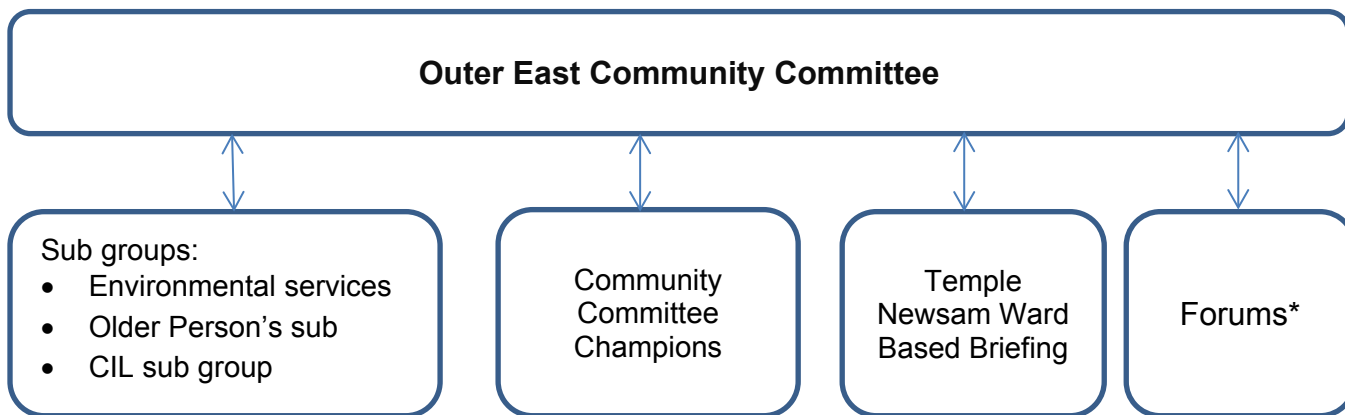 Outer East Community Committee
Sub groups:
• Environmental services
• Older Person's sub
• CIL sub group
Community
Committee
Champions
Temple
Newsam Ward
Based Briefing
Forums*